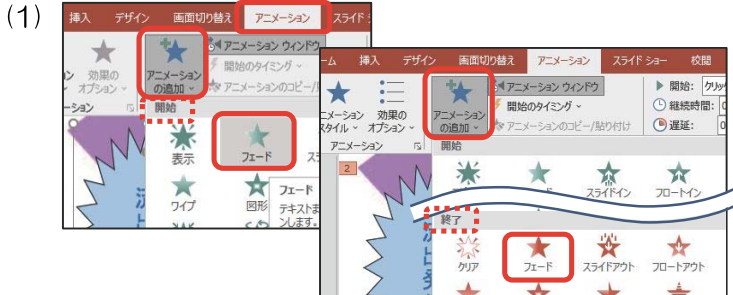 (1)
挿入 デザイン 画面切り替え アニメーション スライド
効果の
オプション
アニメーション
の追加
アニメーション ウィンドウ
開始のタイミング
アニメーションのコピー/
ーション
開始
表示
フェード
ワイプ
図形
フェード
テキストま
ンします。
ーム 挿入 デザイン 画面切り替え アニメーション スライド ショー 校閲
ニメーション
スタイル
効果の
オプション
アニメーション
の追加
アニメーション ウィンドウ
開始のタイミング
アニメーションのコピー/貼り付け
開始:
継続時間:
遅延:
アニメーション
開始
2
スライドイン
フロートイン
終了
クリア
フェード
スライドアウト
フロートアウト